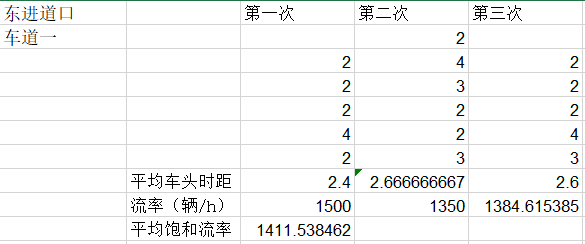 东进道口 第一次 第二次 第三次
车道一 2
2 4 2
2 3 2
2 2 2
4 2 4
2 3 3
平均车头时距 2.4 2.666666667 2.6
流率（辆/h） 1500 1350 1384.615385
平均饱和流率 1411.538462